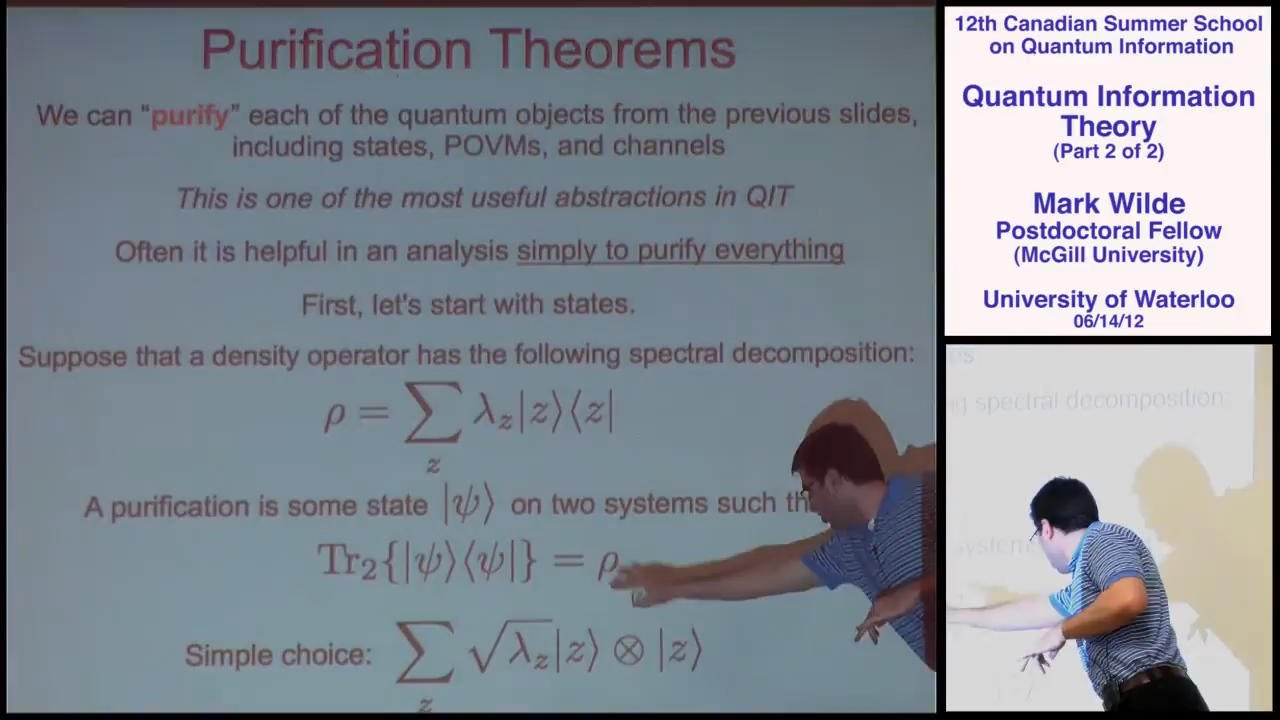 Purification Theorems
We can “purify” each of the quantum objects from the previous slides,
including states, POVMs, and channels
This is one of the most useful abstractions in QIT
Often it is helpful in an analysis simply to purify everything
First, let's start with states.
Suppose that a density operator has the following spectral decomposition:
ρ = ∑_z λ_z|z⟩⟨z|
A purification is some state |ψ⟩ on two systems such
Tr₂{|ψ⟩⟨ψ|} = ρ
Simple choice: ∑_z √λ_z|z⟩ ⊗ |z⟩
12th Canadian Summer School
on Quantum Information
Quantum Information
Theory
(Part 2 of 2)
Mark Wilde
Postdoctoral Fellow
(McGill University)
University of Waterloo
06/14/12
spectral decomposition: